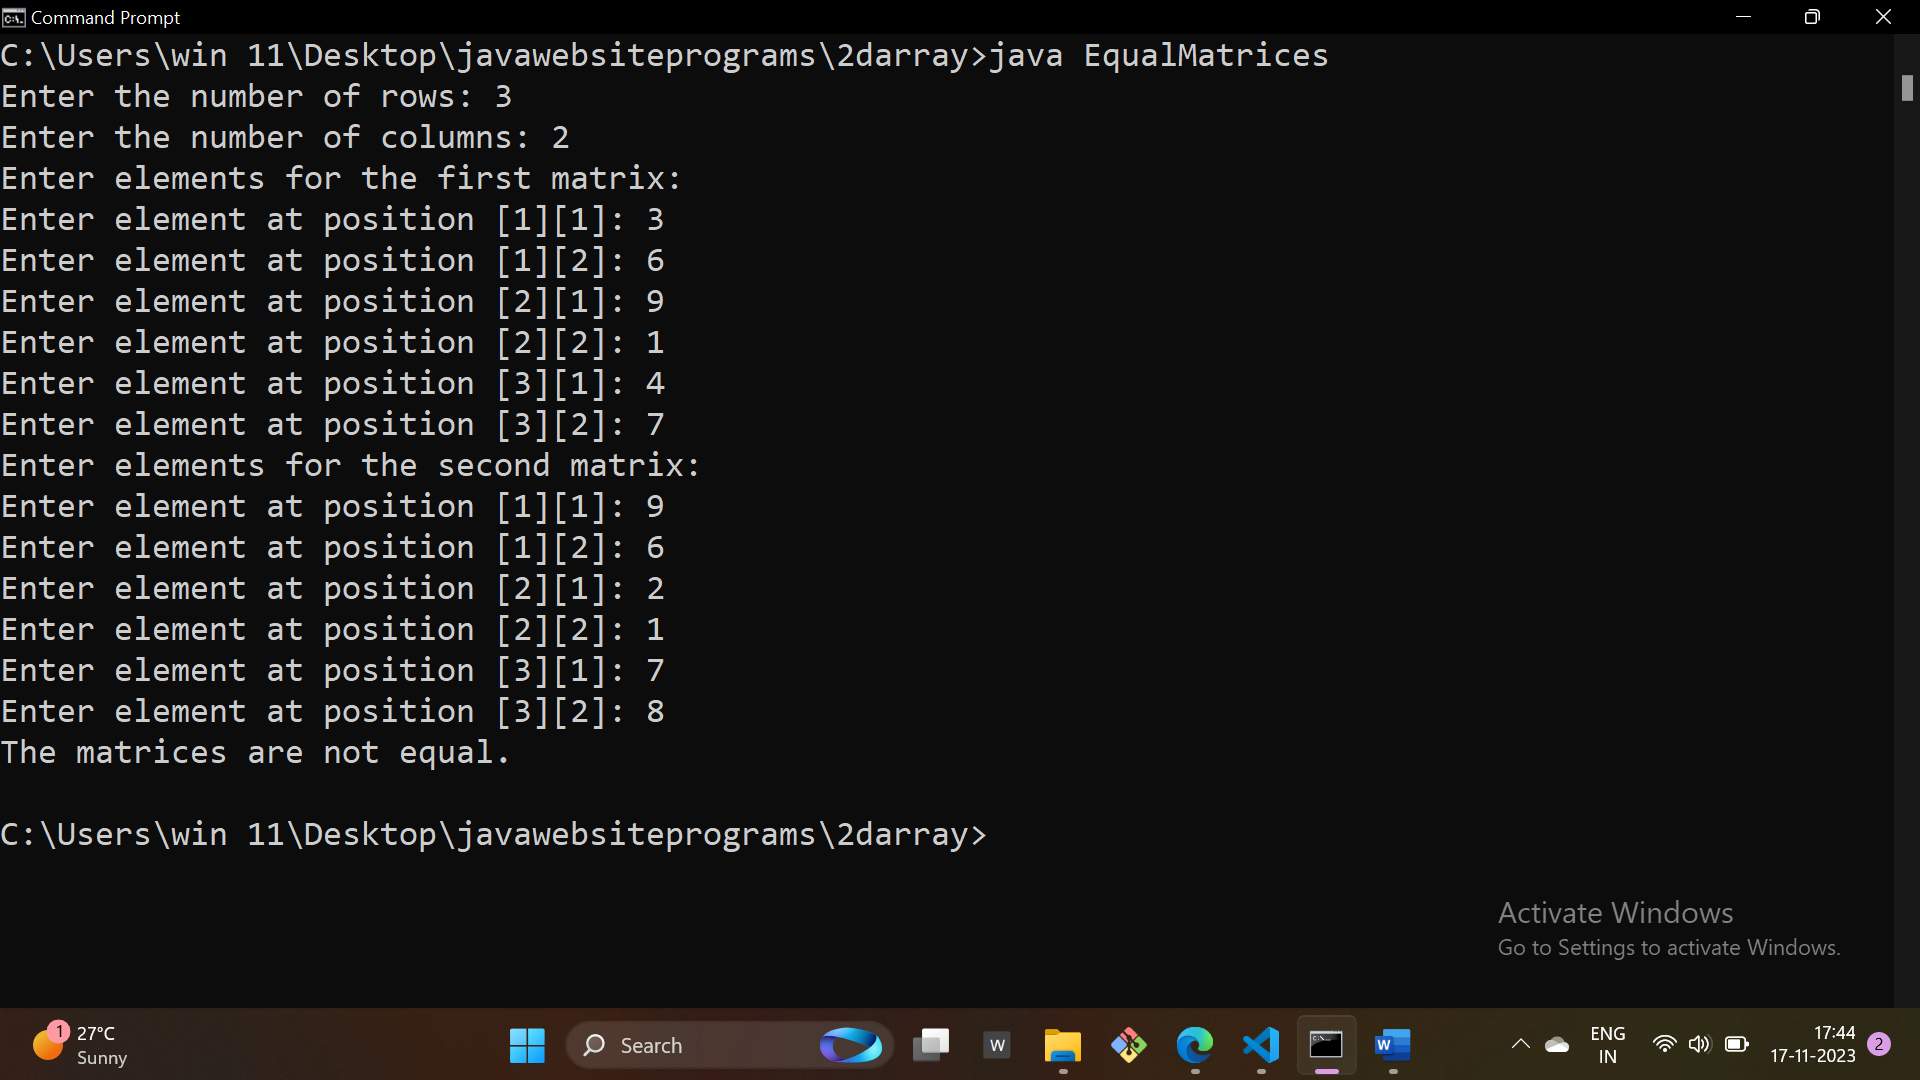 Command Prompt
C:\Users\win 11\Desktop\javawebsiteprograms\2darray>java EqualMatrices
Enter the number of rows: 3
Enter the number of columns: 2
Enter elements for the first matrix:
Enter element at position [1][1]: 3
Enter element at position [1][2]: 6
Enter element at position [2][1]: 9
Enter element at position [2][2]: 1
Enter element at position [3][1]: 4
Enter element at position [3][2]: 7
Enter elements for the second matrix:
Enter element at position [1][1]: 9
Enter element at position [1][2]: 6
Enter element at position [2][1]: 2
Enter element at position [2][2]: 1
Enter element at position [3][1]: 7
Enter element at position [3][2]: 8
The matrices are not equal.
C:\Users\win 11\Desktop\javawebsiteprograms\2darray>
Activate Windows
Go to Settings to activate Windows.
1
27°C
Sunny
Search
W
W
ENG
IN
17:44
17-11-2023
2